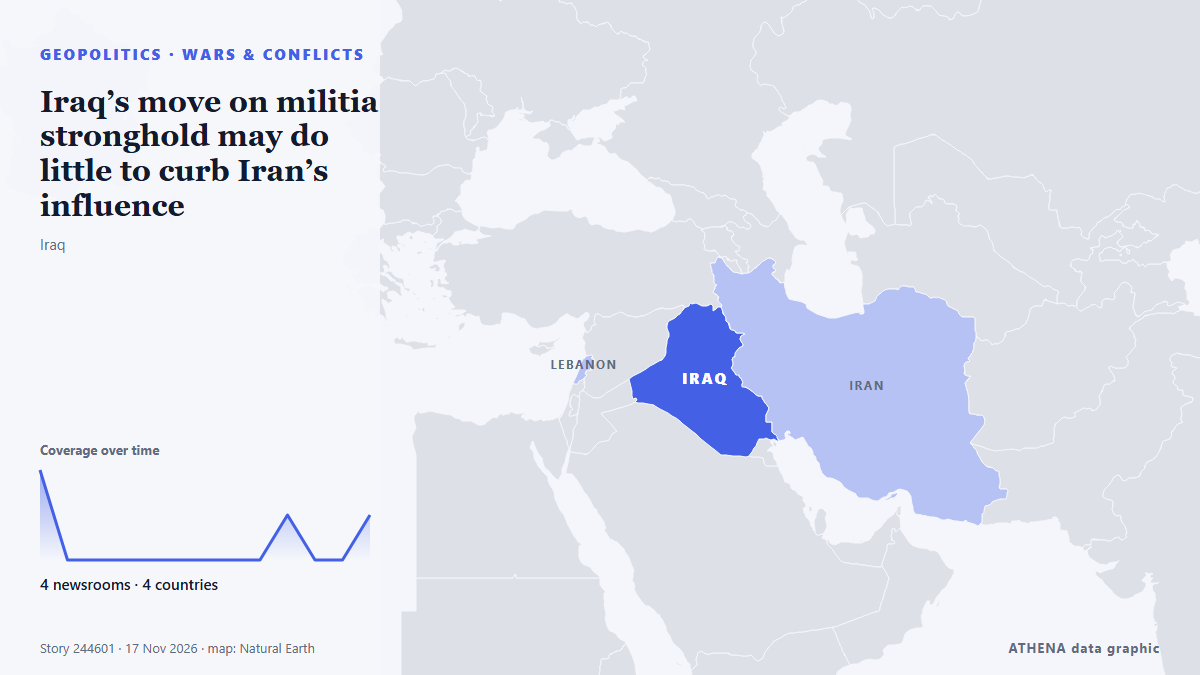 GEOPOLITICS · WARS & CONFLICTS
Iraq’s move on militia
stronghold may do
little to curb Iran’s
influence
Iraq
LEBANON
IRAQ
IRAN
Coverage over time
4 newsrooms · 4 countries
Story 244601 · 17 Nov 2026 · map: Natural Earth
ATHENA data graphic